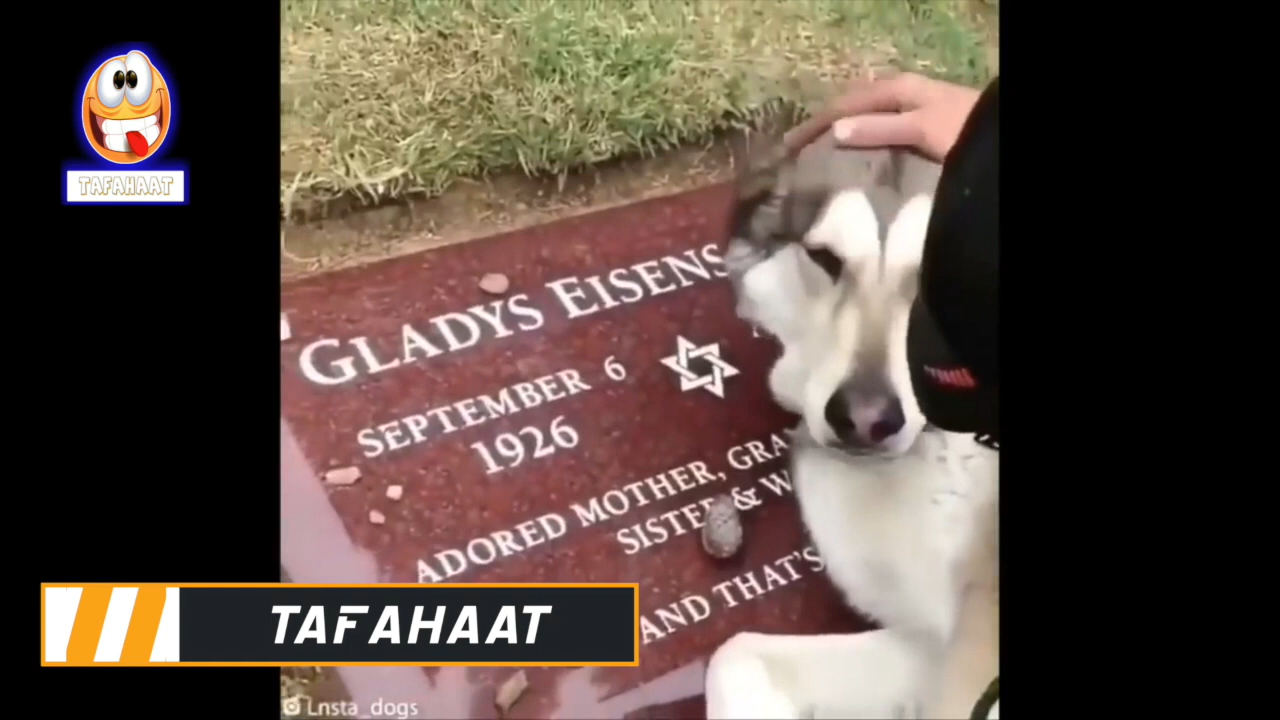 TAFAHAAT
GLADYS EISENS
SEPTEMBER 6
1926
ADORED MOTHER, GRA
SISTER & W
AND THAT'S
TAFAHAAT
Lnsta_dogs